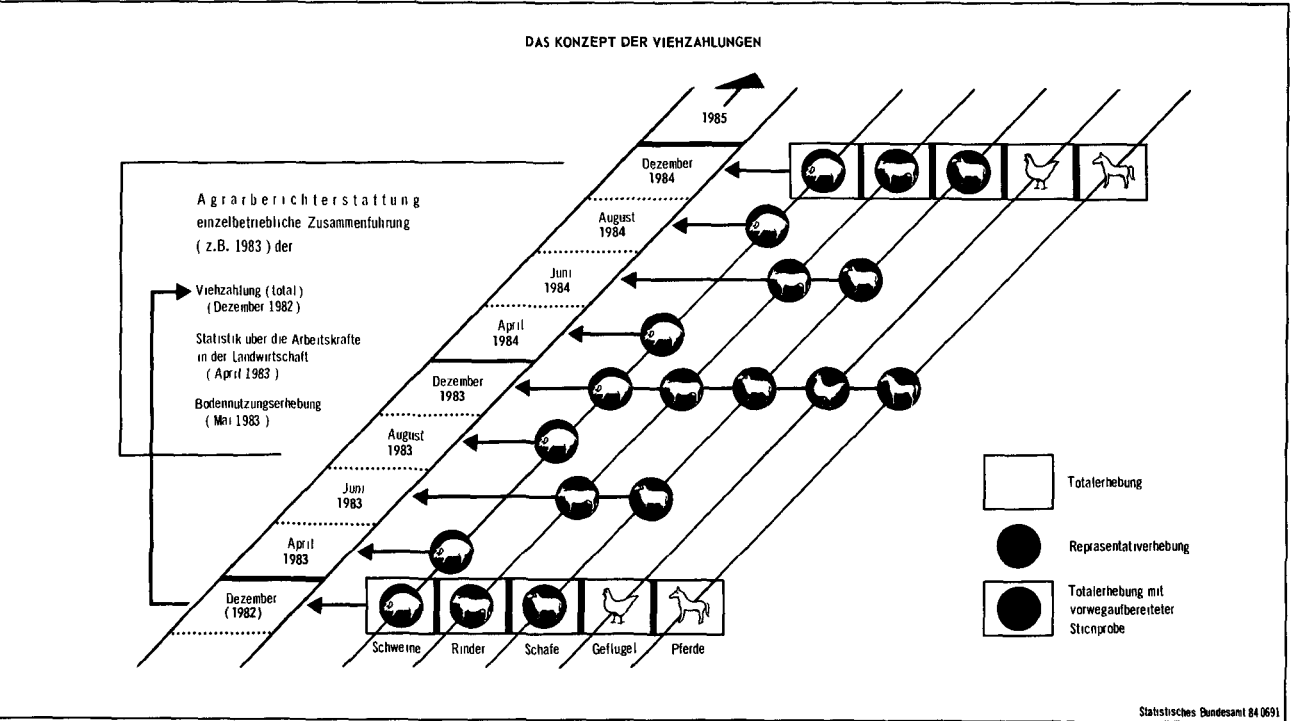 DAS KONZEPT DER VIEHZAHLUNGEN
1985
Dezember
1984
August
1984
Juni
1984
April
1984
Dezember
1983
August
1983
Juni
1983
April
1983
Dezember
(1982)
Agrarberichterstattung
einzelbetriebliche Zusammenfuhrung
( z.B. 1983 ) der
Viehzahlung ( total )
( Dezember 1982 )
Statistik uber die Arbeitskrafte
in der Landwirtschaft
( April 1983 )
Bodennutzungserhebung
( Mai 1983 )
Schweine Rinder Schafe Geflugel Pferde
Totalerhebung
Reprasentativerhebung
Totalerhebung mit
vorwegaufbereiteter
Stichprobe
Statistisches Bundesamt 84 0691